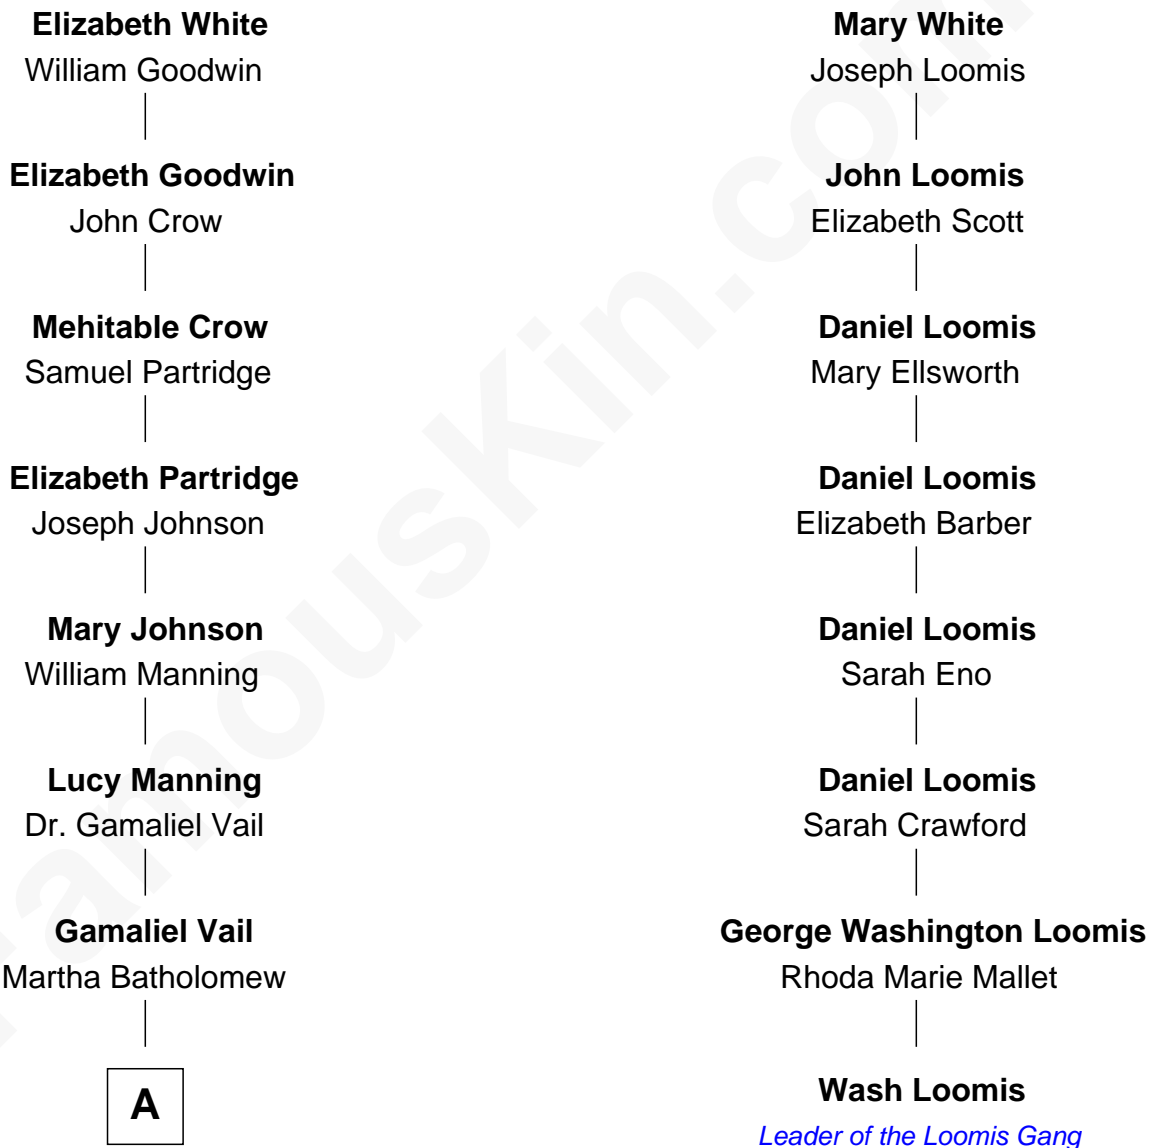 Elizabeth White
William Goodwin
Elizabeth Goodwin
John Crow
Mehitable Crow
Samuel Partridge
Elizabeth Partridge
Joseph Johnson
Mary Johnson
William Manning
Lucy Manning
Dr. Gamaliel Vail
Gamaliel Vail
Martha Batholomew
A
Mary White
Joseph Loomis
John Loomis
Elizabeth Scott
Daniel Loomis
Mary Ellsworth
Daniel Loomis
Elizabeth Barber
Daniel Loomis
Sarah Eno
Daniel Loomis
Sarah Crawford
George Washington Loomis
Rhoda Marie Mallet
Wash Loomis
Leader of the Loomis Gang
FamousKin.com